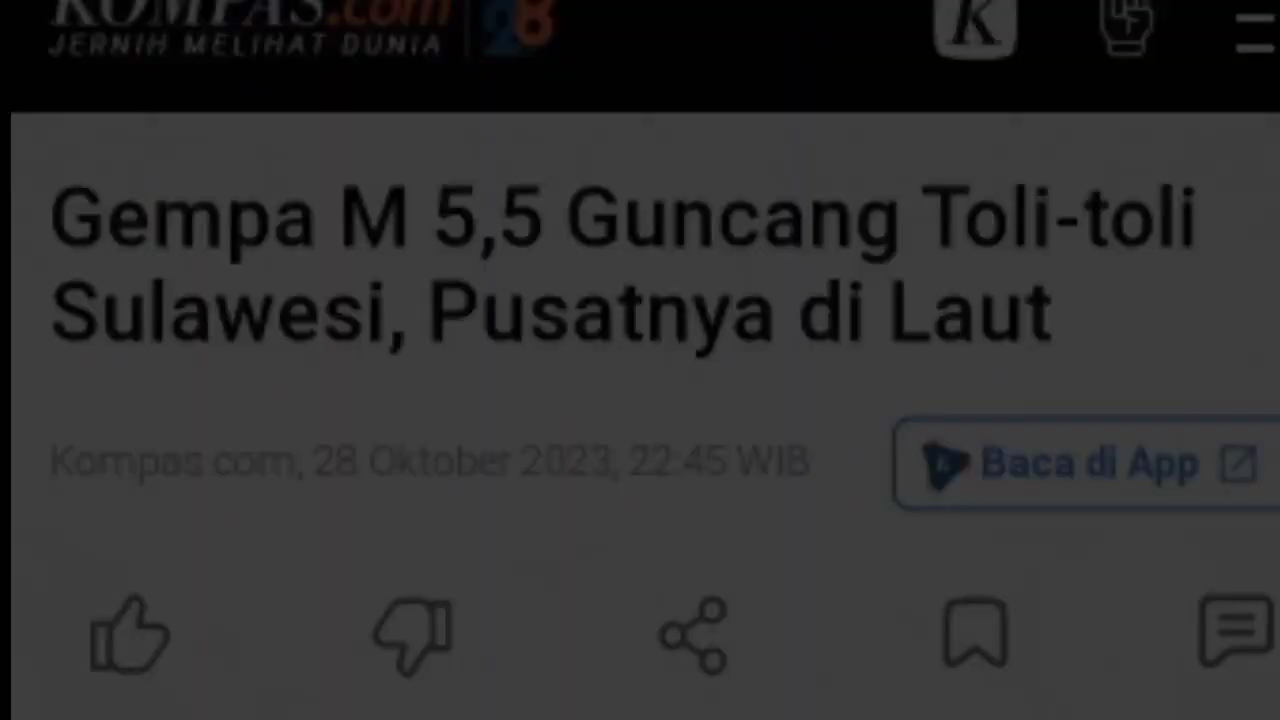 KOMPAS.com 28
JERNIH MELIHAT DUNIA
K
Gempa M 5,5 Guncang Toli-toli
Sulawesi, Pusatnya di Laut
Kompas.com, 28 Oktober 2023, 22:45 WIB
Baca di App